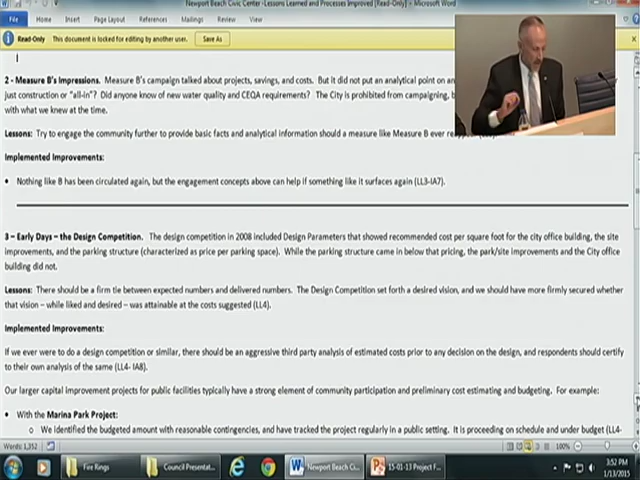 Newport Beach Civic Center -Lessons Learned and Processes Improved [Read-Only] - Microsoft Word
File Home Insert Page Layout References Mailings Review View
Read-Only This document is locked for editing by another user. Save As
2 - Measure B's Impressions. Measure B's campaign talked about projects, savings, and costs. But it did not put an analytical point on an
just construction or "all-in"? Did anyone know of new water quality and CEQA requirements? The City is prohibited from campaigning, b
with what we knew at the time.
Lessons: Try to engage the community further to provide basic facts and analytical information should a measure like Measure B ever
Implemented Improvements:
• Nothing like B has been circulated again, but the engagement concepts above can help if something like it surfaces again (LL3-IA7).
3 – Early Days – the Design Competition. The design competition in 2008 included Design Parameters that showed recommended cost per square foot for the city office building, the site
improvements, and the parking structure (characterized as price per parking space). While the parking structure came in below that pricing, the park/site improvements and the City office
building did not.
Lessons: There should be a firm tie between expected numbers and delivered numbers. The Design Competition set forth a desired vision, and we should have more firmly secured whether
that vision – while liked and desired – was attainable at the costs suggested (LL4).
Implemented Improvements:
If we ever were to do a design competition or similar, there should be an aggressive third party analysis of estimated costs prior to any decision on the design, and respondents should certify
to their own analysis of the same (LL4- IA8).
Our larger capital improvement projects for public facilities typically have a strong element of community participation and preliminary cost estimating and budgeting. For example:
• With the Marina Park Project:
o We identified the budgeted amount with reasonable contingencies, and have tracked the project regularly in a public setting. It is proceeding on schedule and under budget (LL4-
Words: 1,352 100%
Fire Rings Council Presentat... Newport Beach Ci... 15-01-13 Project F... 3:52 PM
1/13/2015